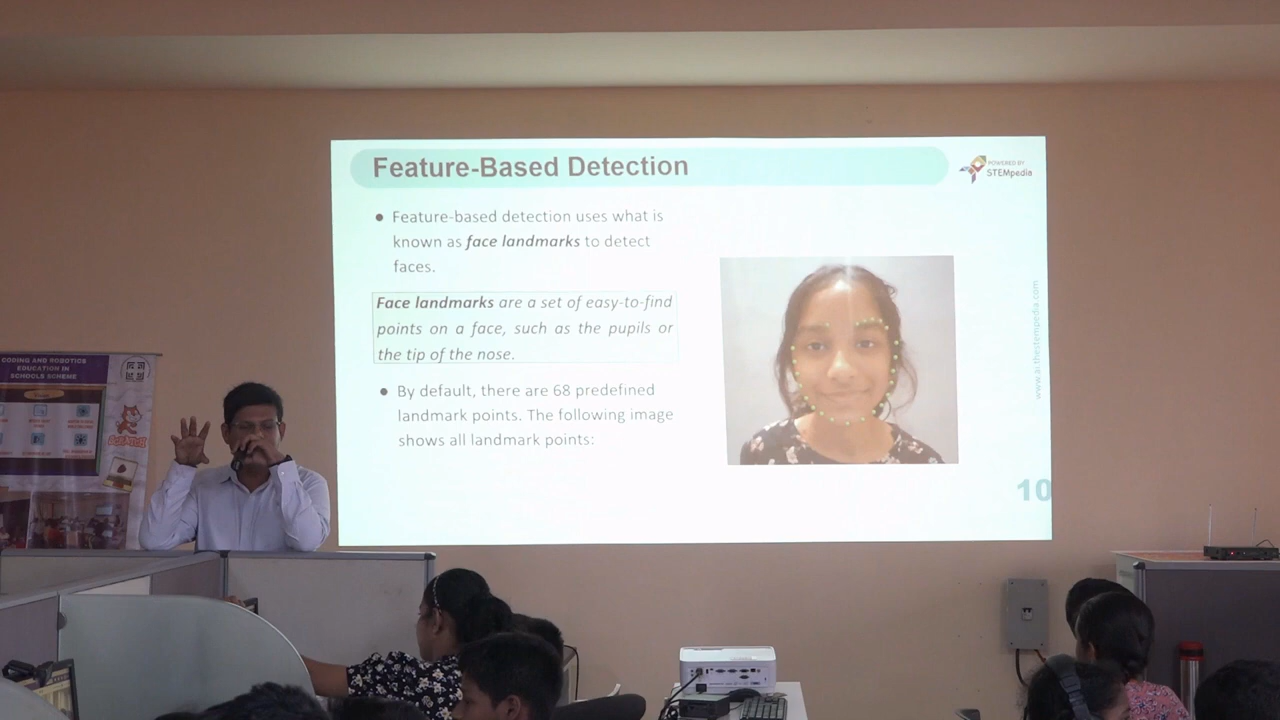 Feature-Based Detection
POWERED BY
STEMpedia
● Feature-based detection uses what is
known as face landmarks to detect
faces.
Face landmarks are a set of easy-to-find
points on a face, such as the pupils or
the tip of the nose.
● By default, there are 68 predefined
landmark points. The following image
shows all landmark points:
www.ai.thestempedia.com
10
CODING AND ROBOTICS
EDUCATION IN
SCHOOLS SCHEME
SCRATCH